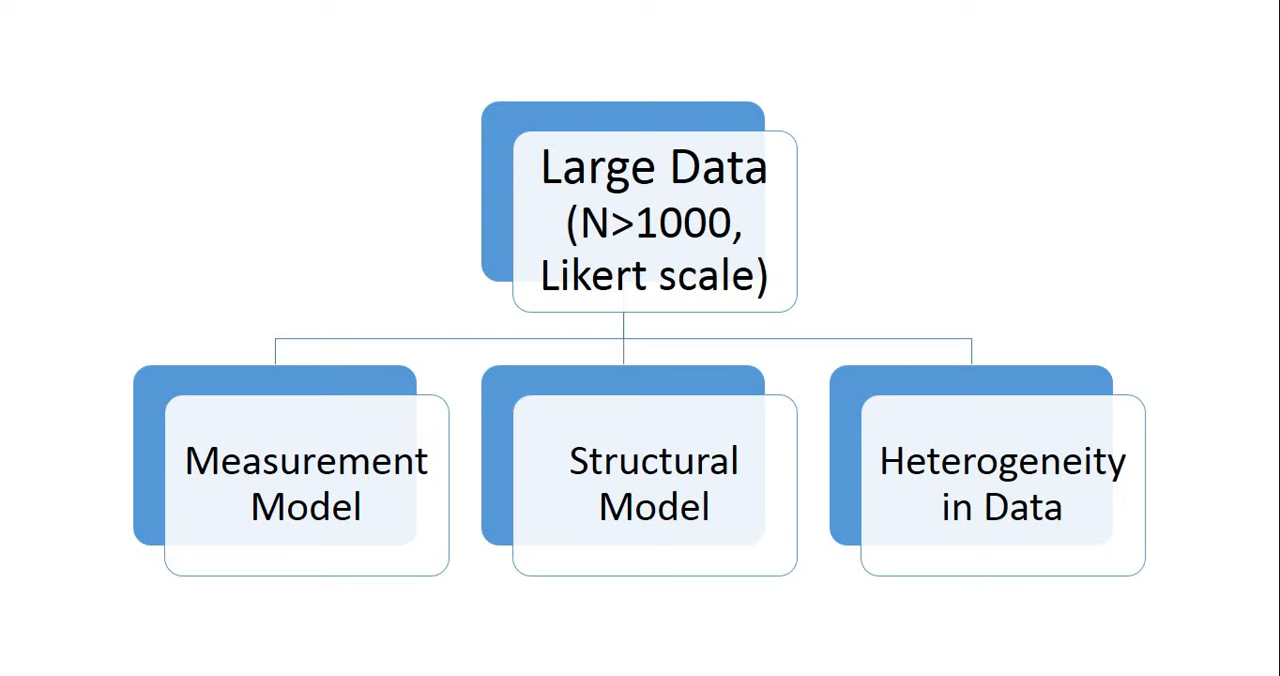 Large Data
(N>1000,
Likert scale)
Measurement
Model
Structural
Model
Heterogeneity
in Data